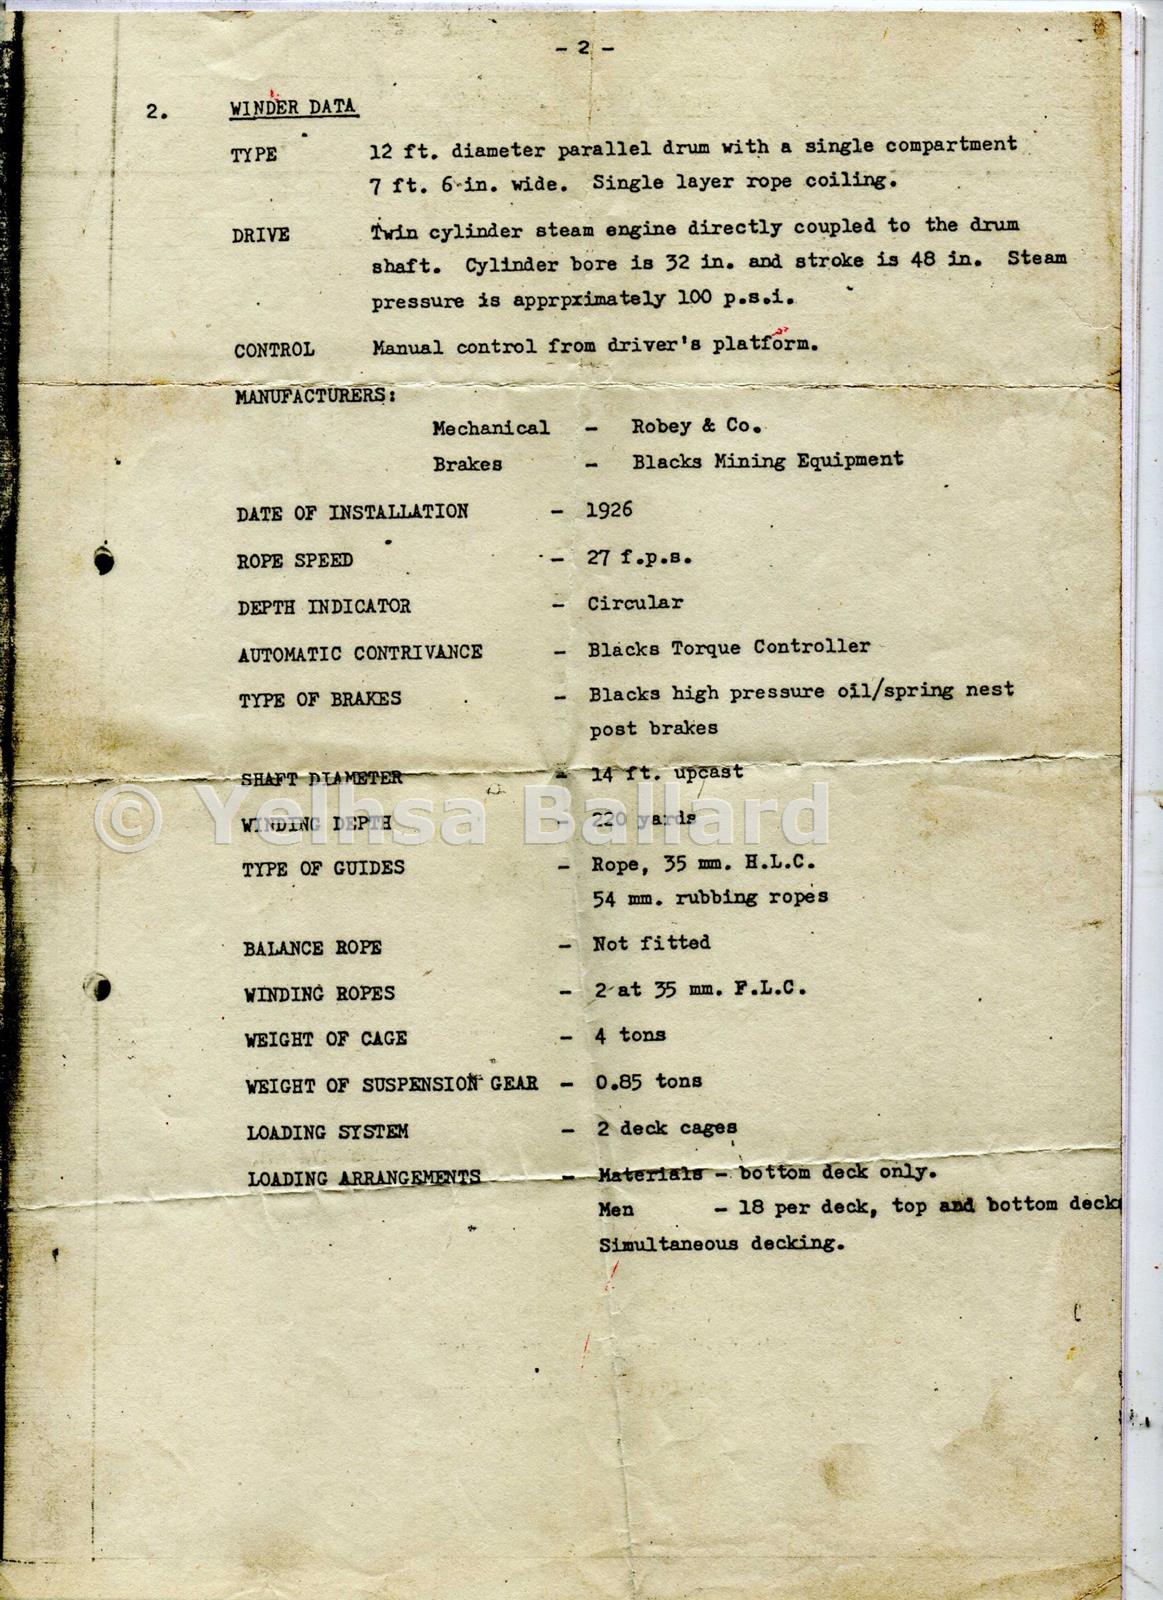 - 2 -
2. WINDER DATA
TYPE 12 ft. diameter parallel drum with a single compartment
7 ft. 6 in. wide. Single layer rope coiling.
DRIVE Twin cylinder steam engine directly coupled to the drum
shaft. Cylinder bore is 32 in. and stroke is 48 in. Steam
pressure is apprpximately 100 p.s.i.
CONTROL Manual control from driver's platform.
MANUFACTURERS:
Mechanical - Robey & Co.
Brakes - Blacks Mining Equipment
DATE OF INSTALLATION - 1926
ROPE SPEED - 27 f.p.s.
DEPTH INDICATOR - Circular
AUTOMATIC CONTRIVANCE - Blacks Torque Controller
TYPE OF BRAKES - Blacks high pressure oil/spring nest
post brakes
SHAFT DIAMETER - 14 ft. upcast
© Yelhsa Ballard
WINDING DEPTH - 220 yards
TYPE OF GUIDES - Rope, 35 mm. H.L.C.
54 mm. rubbing ropes
BALANCE ROPE - Not fitted
WINDING ROPES - 2 at 35 mm. F.L.C.
WEIGHT OF CAGE - 4 tons
WEIGHT OF SUSPENSION GEAR - 0.85 tons
LOADING SYSTEM - 2 deck cages
LOADING ARRANGEMENTS - Materials - bottom deck only.
Men - 18 per deck, top and bottom deck
Simultaneous decking.